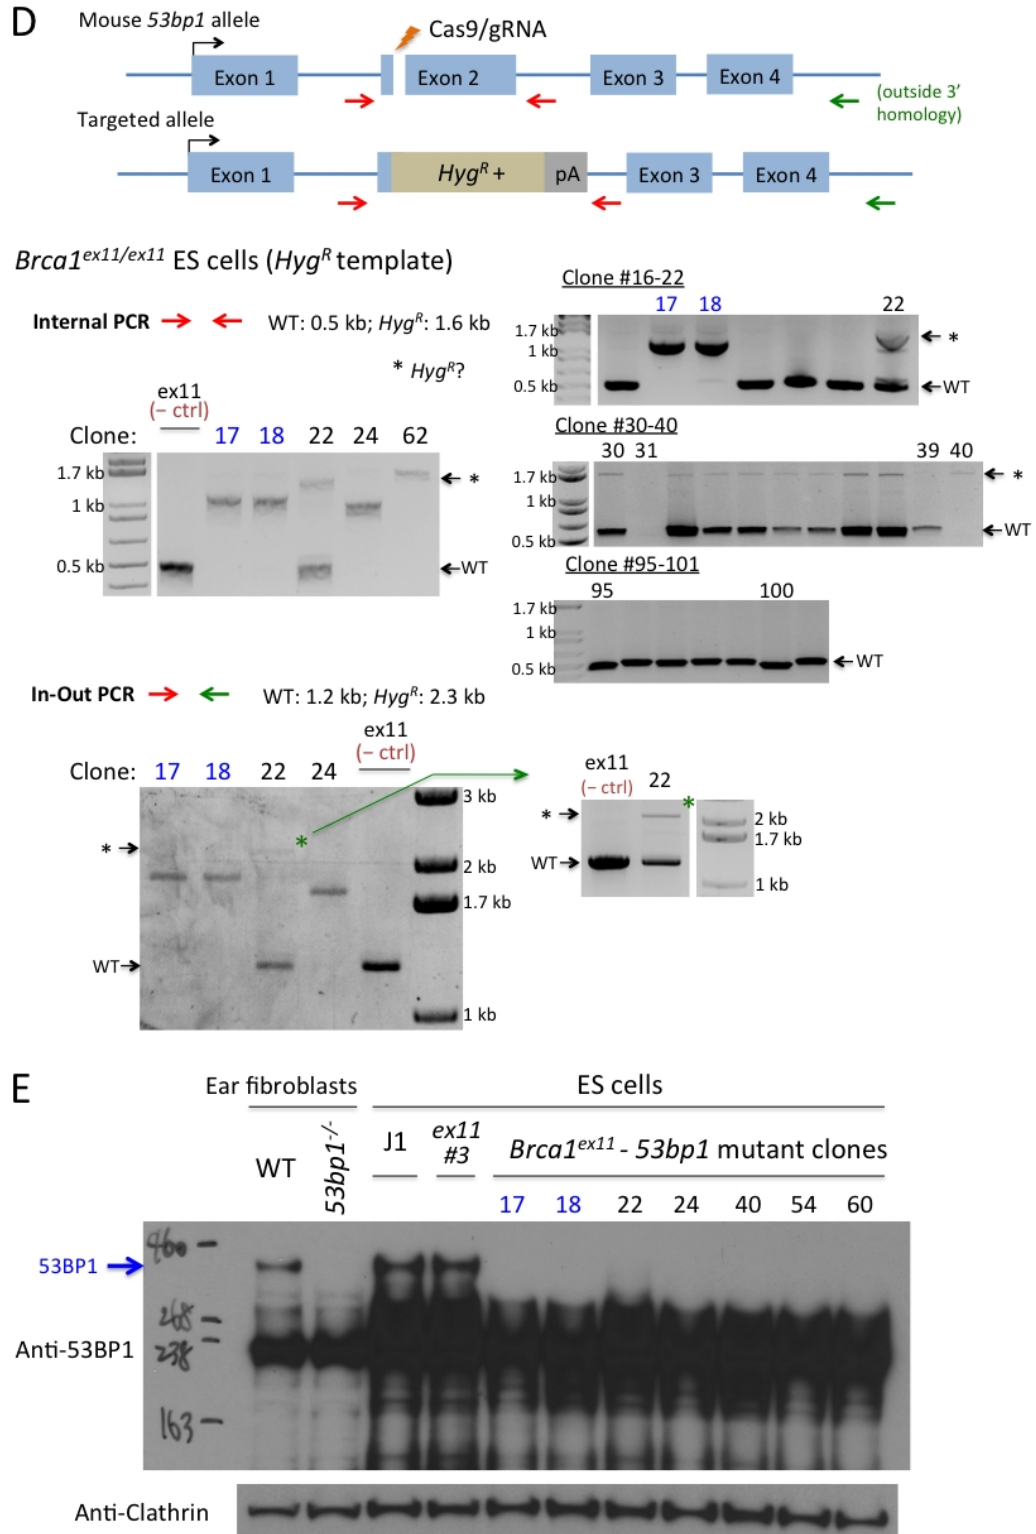 D
Mouse 53bp1 allele
Cas9/gRNA
Exon 1
Exon 2
Exon 3
Exon 4
(outside 3’
homology)
Targeted allele
Exon 1
HygR +
pA
Exon 3
Exon 4
Brca1ex11/ex11 ES cells (HygR template)
Internal PCR
WT: 0.5 kb; HygR: 1.6 kb
* HygR?
ex11
(– ctrl)
Clone: 17 18 22 24 62
1.7 kb
1 kb
0.5 kb
*
WT
Clone #16-22
17 18 22
1.7 kb
1 kb
0.5 kb
*
WT
Clone #30-40
30 31 39 40
1.7 kb
1 kb
0.5 kb
*
WT
Clone #95-101
95 100
1.7 kb
1 kb
0.5 kb
WT
In-Out PCR
WT: 1.2 kb; HygR: 2.3 kb
ex11
(– ctrl)
Clone: 17 18 22 24
*
WT
*
3 kb
2 kb
1.7 kb
1 kb
ex11
(– ctrl)
22
*
*
WT
2 kb
1.7 kb
1 kb
E
Ear fibroblasts
ES cells
WT
53bp1-/-
J1
ex11
#3
Brca1ex11 - 53bp1 mutant clones
17 18 22 24 40 54 60
460
53BP1
268
Anti-53BP1
238
163
Anti-Clathrin